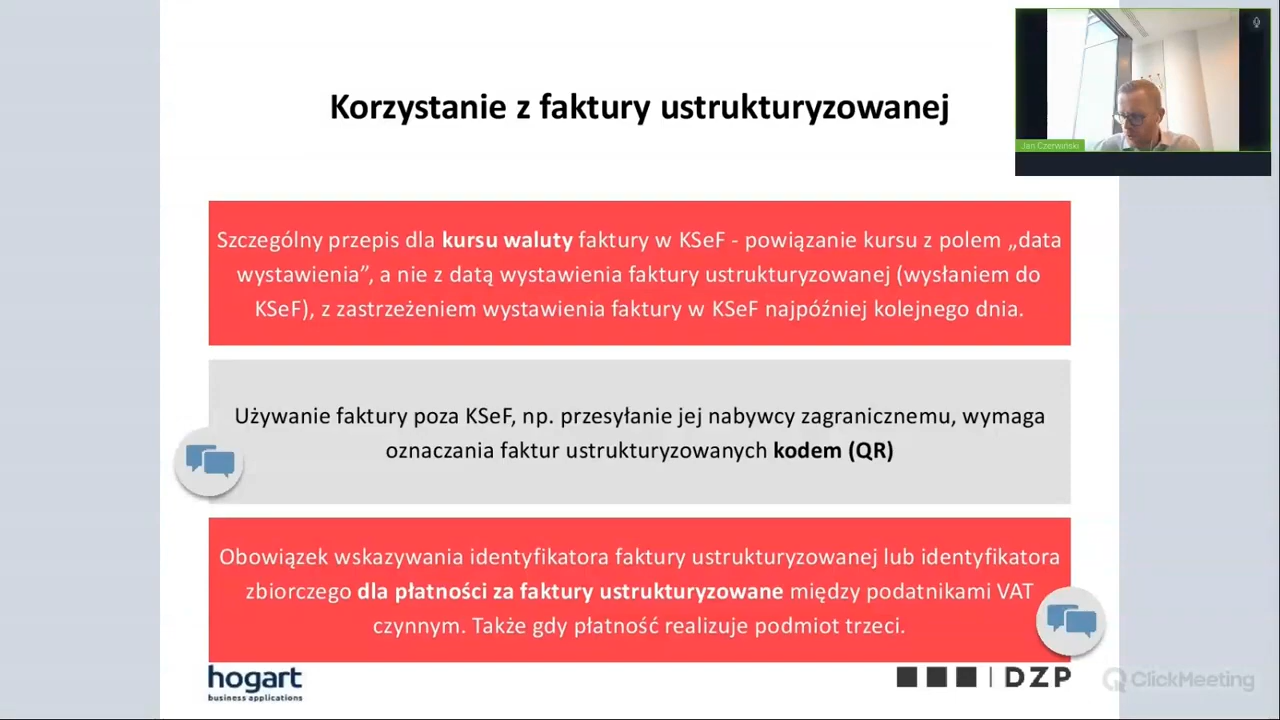 Korzystanie z faktury ustrukturyzowanej
Jan Czerwiński
Szczególny przepis dla kursu waluty faktury w KSeF - powiązanie kursu z polem „data
wystawienia”, a nie z datą wystawienia faktury ustrukturyzowanej (wysłaniem do
KSeF), z zastrzeżeniem wystawienia faktury w KSeF najpóźniej kolejnego dnia.
Używanie faktury poza KSeF, np. przesyłanie jej nabywcy zagranicznemu, wymaga
oznaczania faktur ustrukturyzowanych kodem (QR)
Obowiązek wskazywania identyfikatora faktury ustrukturyzowanej lub identyfikatora
zbiorczego dla płatności za faktury ustrukturyzowane między podatnikami VAT
czynnym. Także gdy płatność realizuje podmiot trzeci.
hogart
business applications
DZP
ClickMeeting